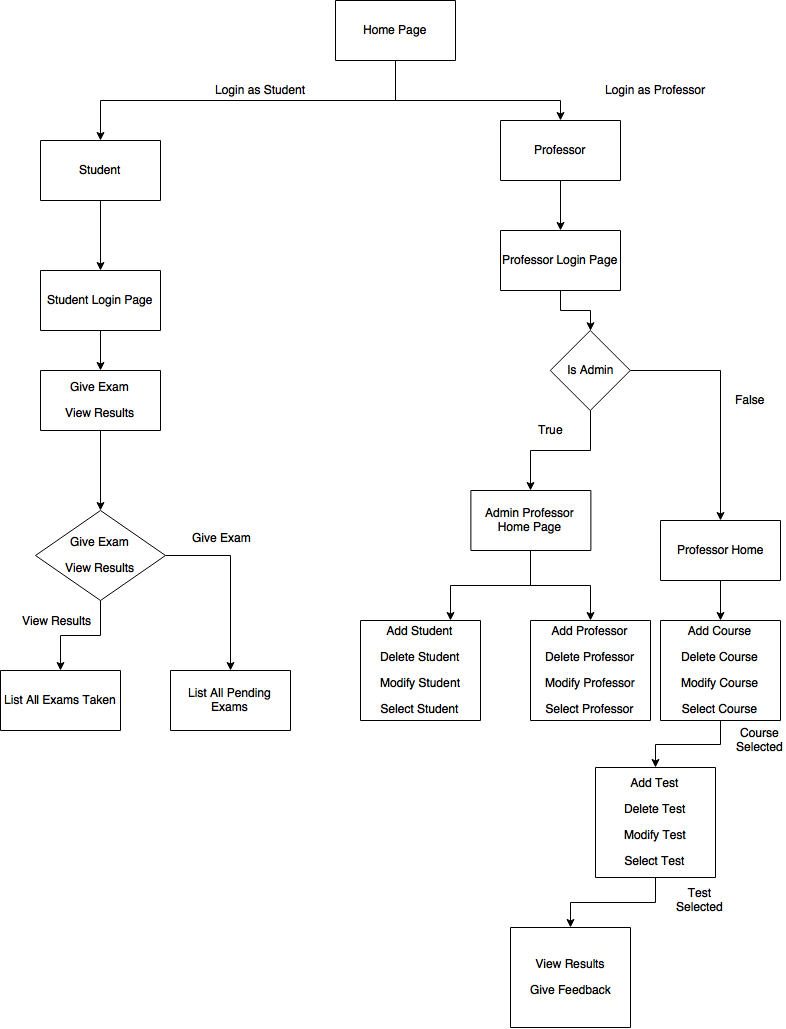 Home Page
Login as Student
Login as Professor
Student
Professor
Student Login Page
Professor Login Page
Give Exam
View Results
Is Admin
False
True
Give Exam
View Results
Give Exam
View Results
Admin Professor
Home Page
Professor Home
List All Exams Taken
List All Pending
Exams
Add Student
Delete Student
Modify Student
Select Student
Add Professor
Delete Professor
Modify Professor
Select Professor
Add Course
Delete Course
Modify Course
Select Course
Course
Selected
Add Test
Delete Test
Modify Test
Select Test
Test
Selected
View Results
Give Feedback